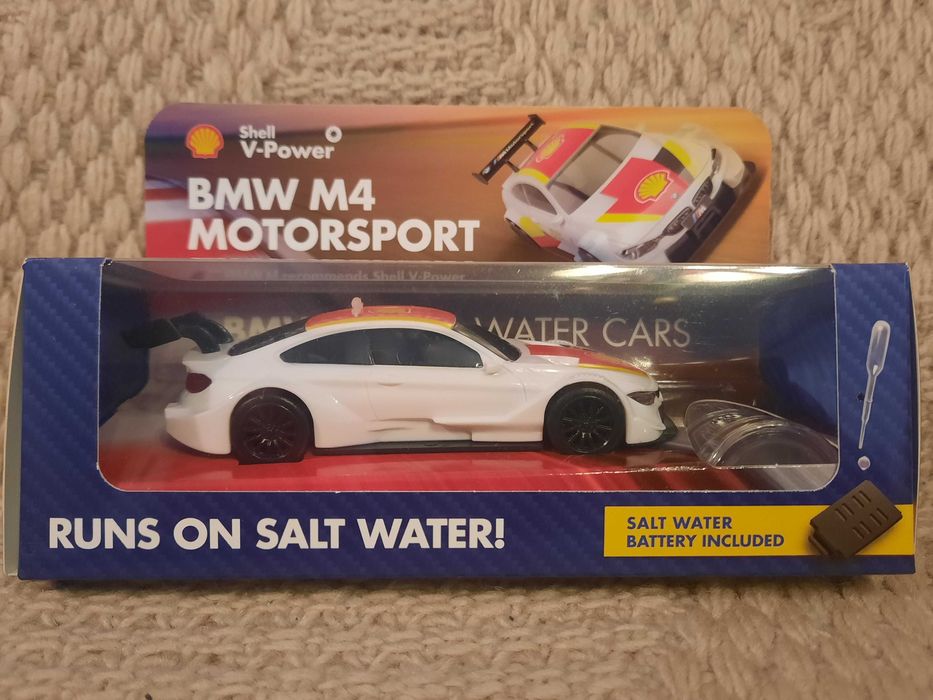 Shell
V-Power
BMW M4
MOTORSPORT
BMW M recommends Shell V-Power
BMW WATER CARS
RUNS ON SALT WATER!
SALT WATER
BATTERY INCLUDED